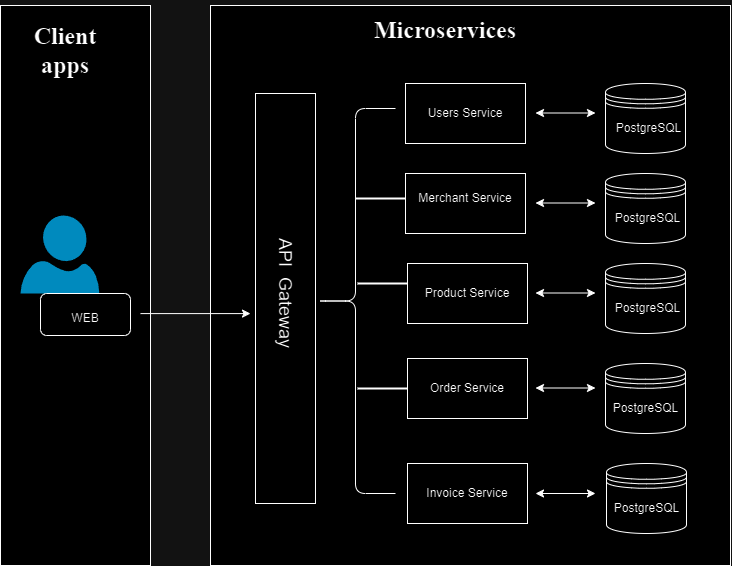 Client
apps
Microservices
WEB
API Gateway
Users Service
PostgreSQL
Merchant Service
PostgreSQL
Product Service
PostgreSQL
Order Service
PostgreSQL
Invoice Service
PostgreSQL